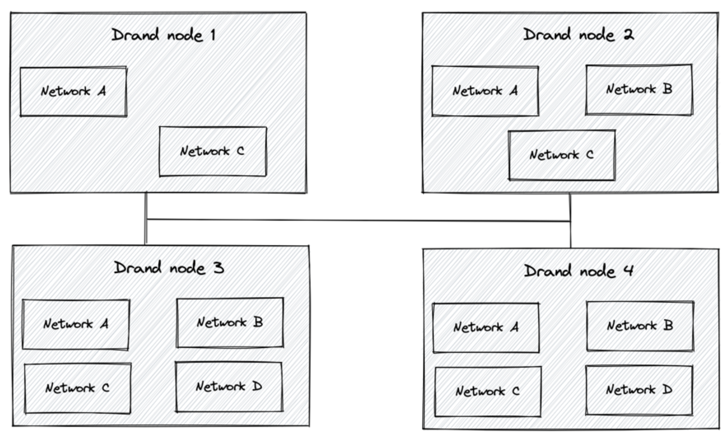 Drand node 1
Network A
Network C
Drand node 2
Network A
Network B
Network C
Drand node 3
Network A
Network B
Network C
Network D
Drand node 4
Network A
Network B
Network C
Network D